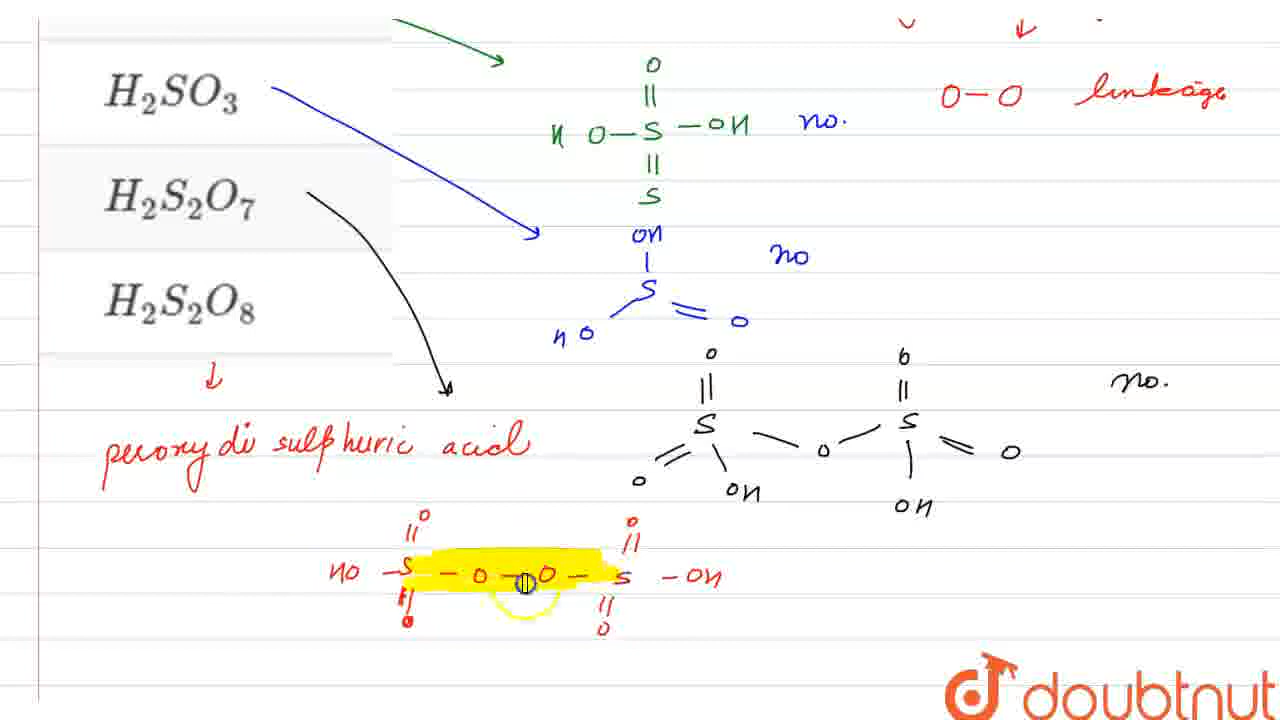 O
||
O-O linkage
H₂SO₃
H O-S-OH no.
||
S
H₂S₂O₇
OH
|
no
S
H₂S₂O₈
HO =O
O O
|| || no.
S S
peroxy di sulphuric acid
O O O
OH OH
O O
|| ||
HO -S-O-O-S-OH
|| ||
O O
doubtnut